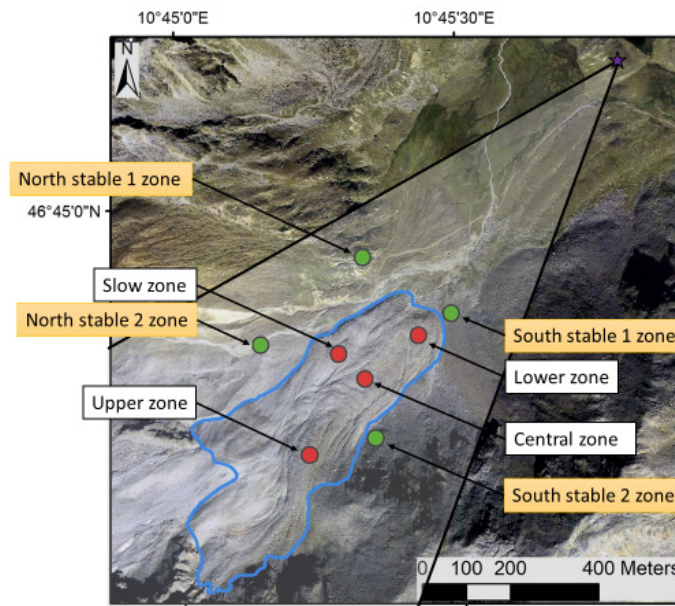 10°45'0"E 10°45'30"E
N
North stable 1 zone
46°45'0"N
Slow zone
North stable 2 zone
South stable 1 zone
Lower zone
Upper zone
Central zone
South stable 2 zone
0 100 200 400 Meters